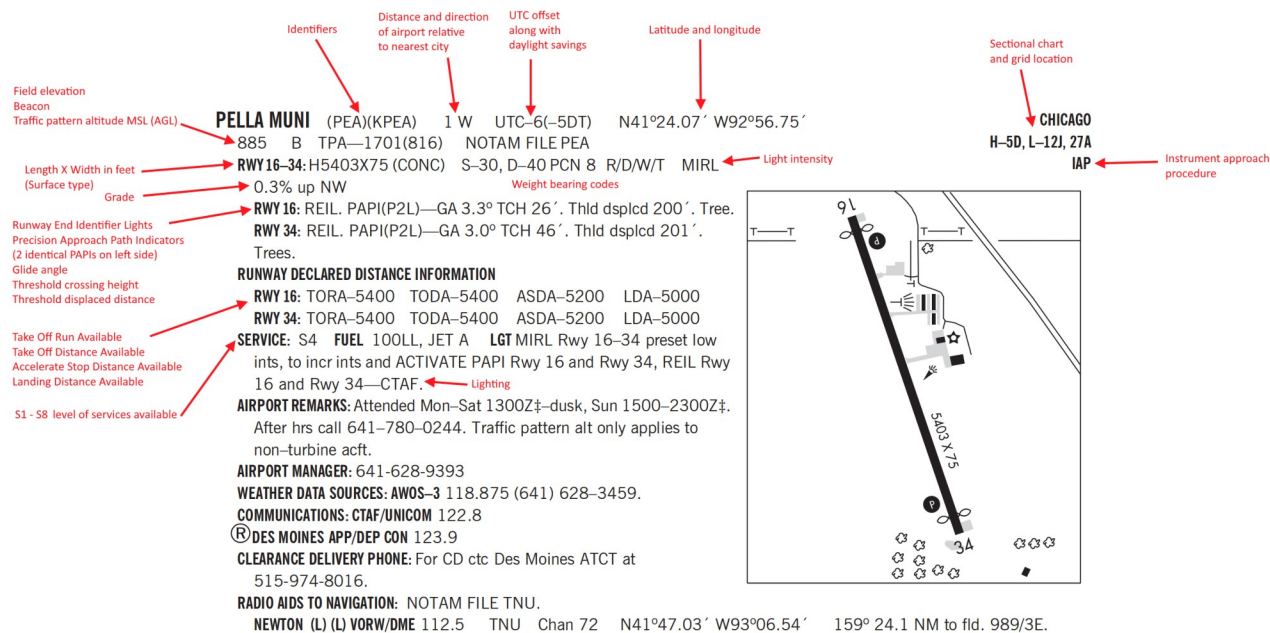 Identifiers
Distance and direction
of airport relative
to nearest city
UTC offset
along with
daylight savings
Latitude and longitude
Sectional chart
and grid location
Field elevation
Beacon
Traffic pattern altitude MSL (AGL)
PELLA MUNI (PEA)(KPEA) 1 W UTC–6(–5DT) N41º24.07´ W92º56.75´
CHICAGO
885 B TPA—1701(816) NOTAM FILE PEA
H–5D, L–12J, 27A
RWY 16–34: H5403X75 (CONC) S–30, D–40 PCN 8 R/D/W/T MIRL
Light intensity
IAP
Instrument approach
procedure
Length X Width in feet
(Surface type)
Grade
0.3% up NW
Weight bearing codes
RWY 16: REIL. PAPI(P2L)—GA 3.3º TCH 26´. Thld dsplcd 200´. Tree.
RWY 34: REIL. PAPI(P2L)—GA 3.0º TCH 46´. Thld dsplcd 201´.
Trees.
Runway End Identifier Lights
Precision Approach Path Indicators
(2 identical PAPIs on left side)
Glide angle
Threshold crossing height
Threshold displaced distance
RUNWAY DECLARED DISTANCE INFORMATION
RWY 16: TORA–5400 TODA–5400 ASDA–5200 LDA–5000
RWY 34: TORA–5400 TODA–5400 ASDA–5200 LDA–5000
Take Off Run Available
Take Off Distance Available
Accelerate Stop Distance Available
Landing Distance Available
SERVICE: S4 FUEL 100LL, JET A LGT MIRL Rwy 16–34 preset low
ints, to incr ints and ACTIVATE PAPI Rwy 16 and Rwy 34, REIL Rwy
16 and Rwy 34—CTAF.
Lighting
S1 - S8 level of services available
AIRPORT REMARKS: Attended Mon–Sat 1300Z‡–dusk, Sun 1500–2300Z‡.
After hrs call 641–780–0244. Traffic pattern alt only applies to
non–turbine acft.
AIRPORT MANAGER: 641-628-9393
WEATHER DATA SOURCES: AWOS–3 118.875 (641) 628–3459.
COMMUNICATIONS: CTAF/UNICOM 122.8
Ⓡ DES MOINES APP/DEP CON 123.9
CLEARANCE DELIVERY PHONE: For CD ctc Des Moines ATCT at
515-974-8016.
RADIO AIDS TO NAVIGATION: NOTAM FILE TNU.
NEWTON (L) (L) VORW/DME 112.5 TNU Chan 72 N41º47.03´ W93º06.54´ 159º 24.1 NM to fld. 989/3E.
16
T T
T T
P
5403 X 75
P
34